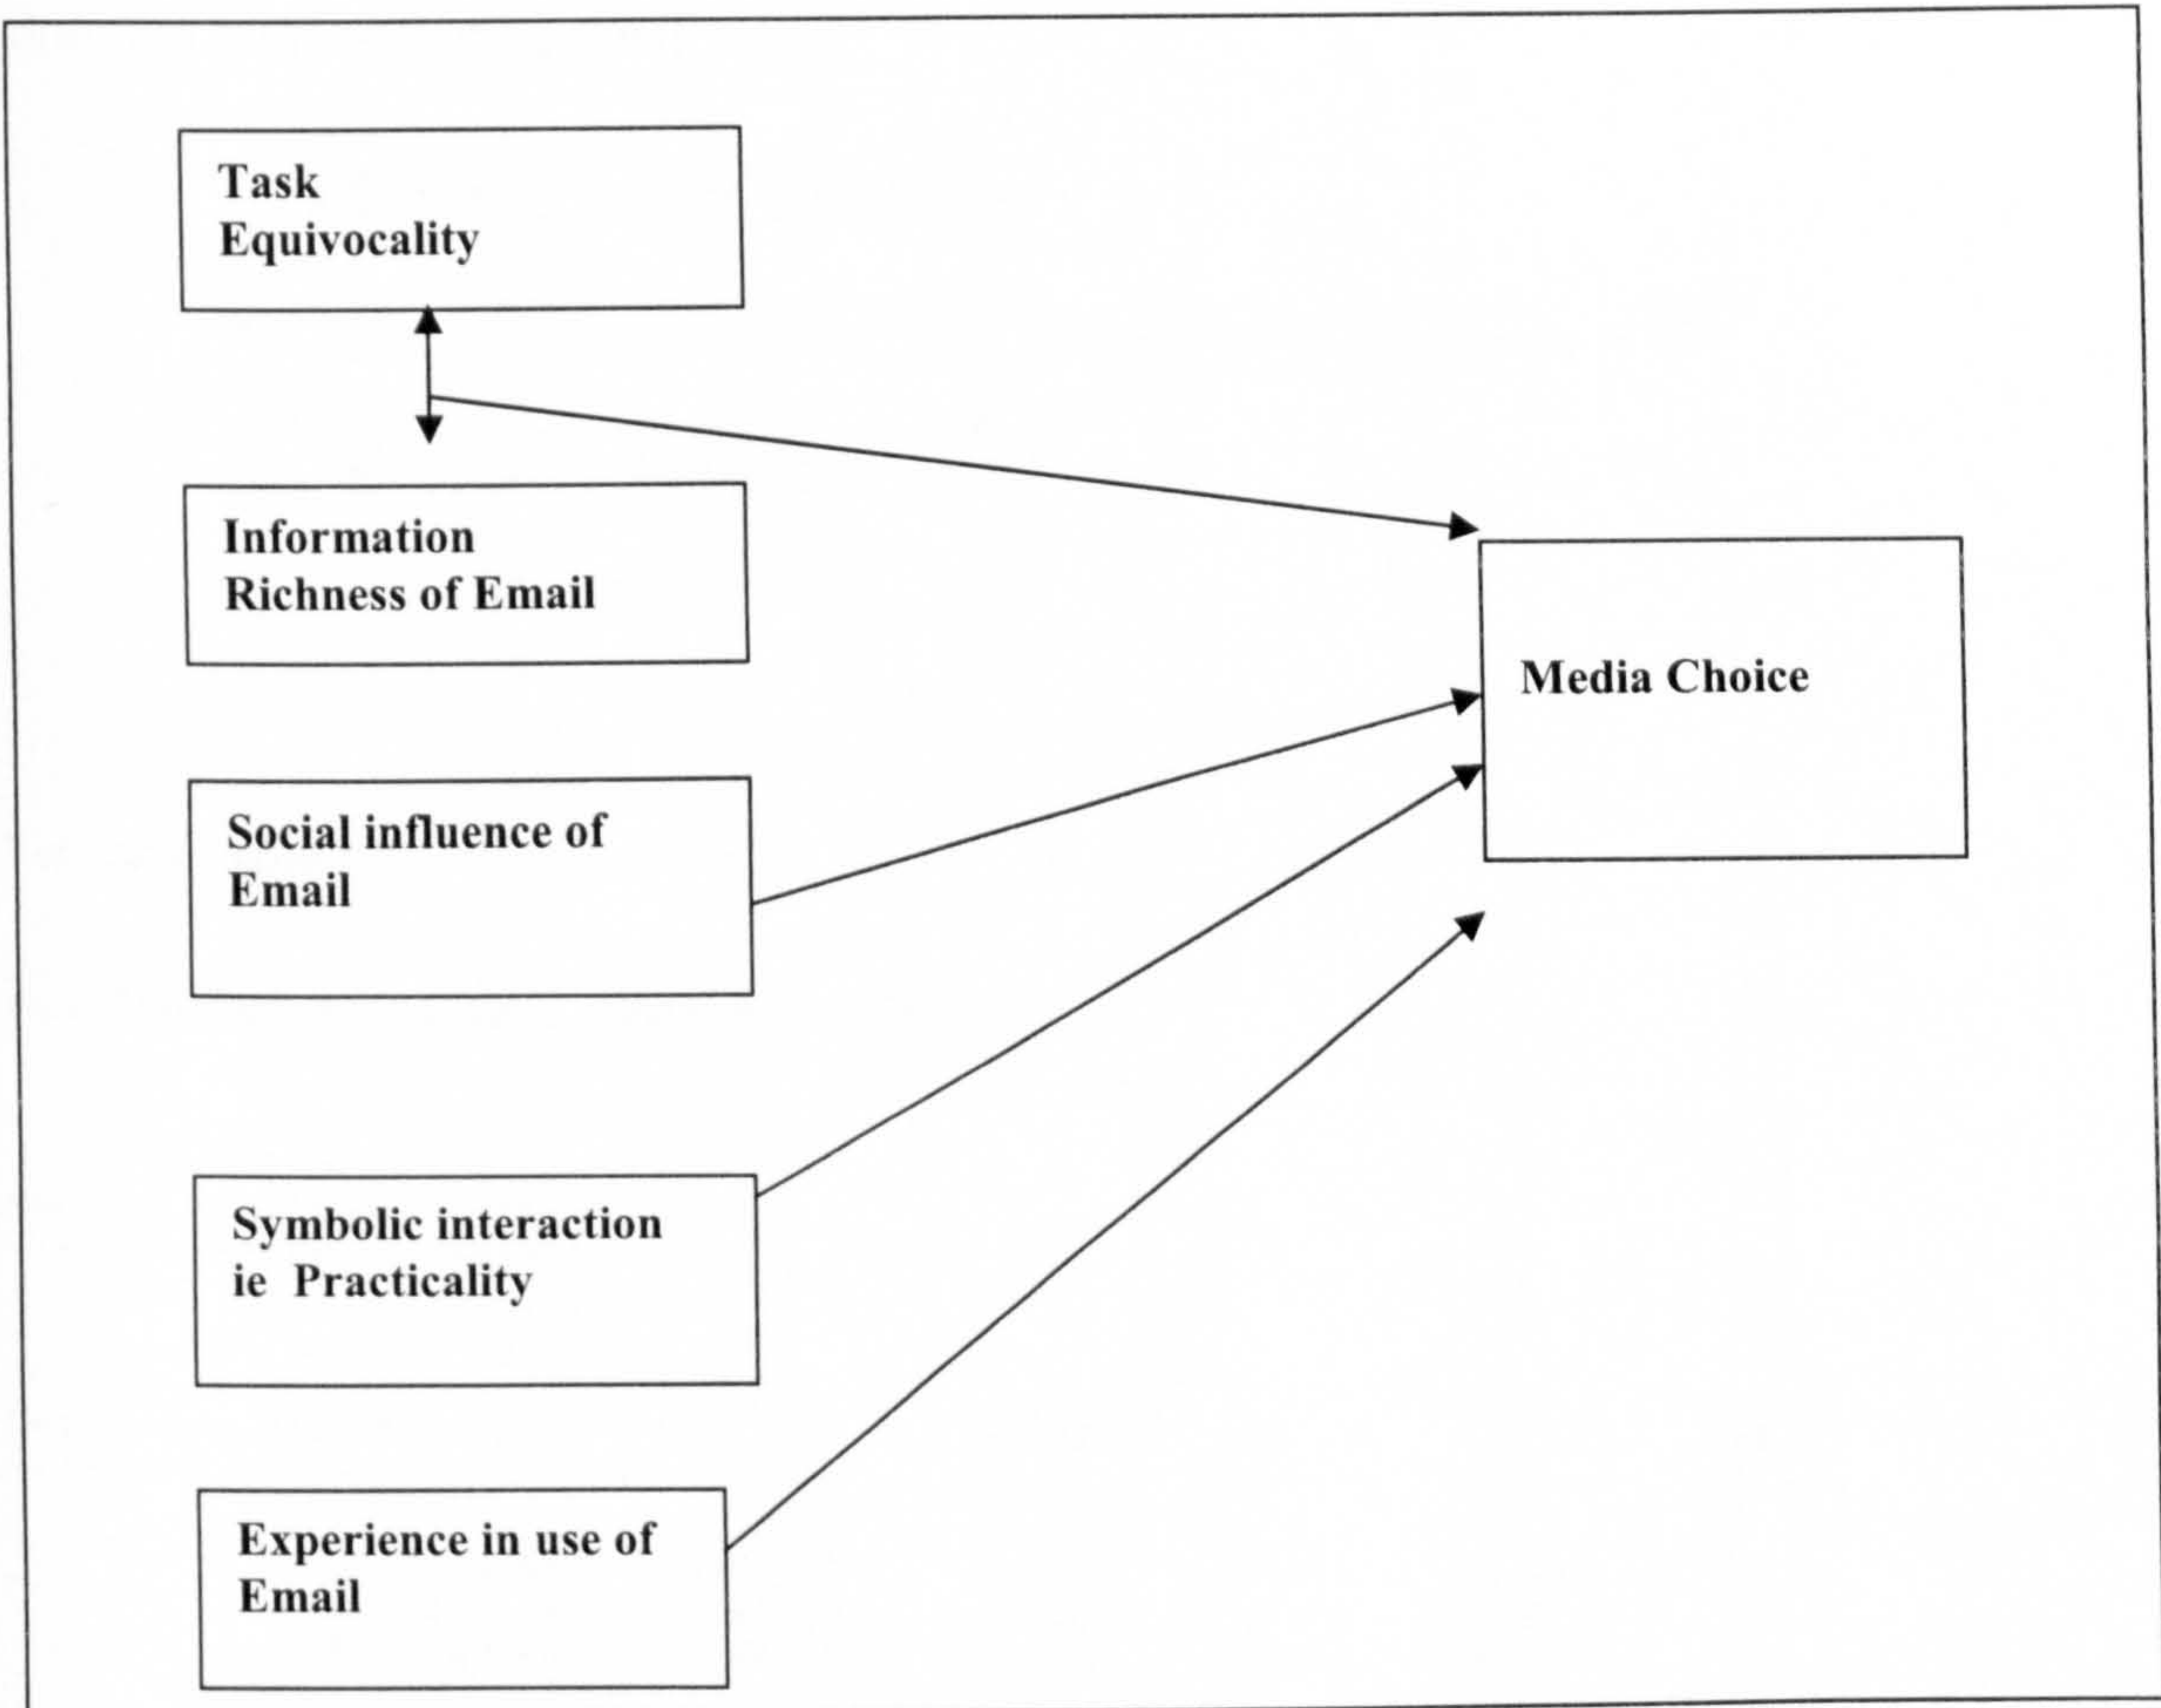 Task
Equivocality
Information
Richness of Email
Media Choice
Social influence of
Email
Symbolic interaction
ie  Practicality
Experience in use of
Email